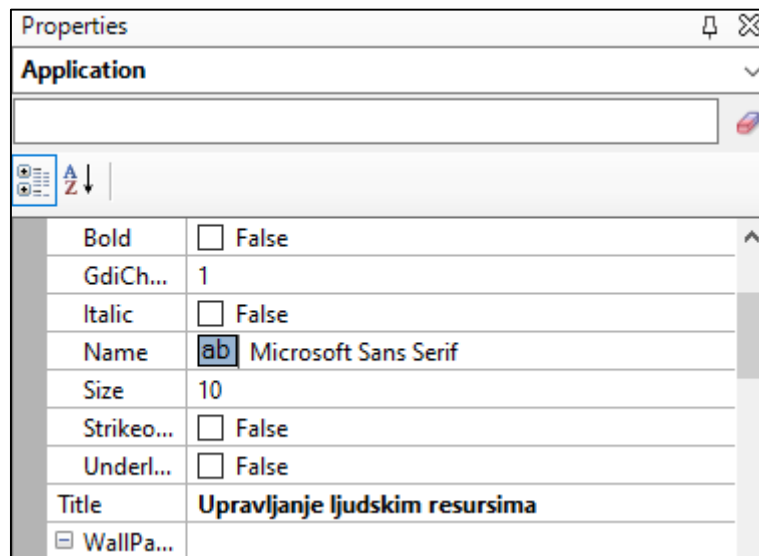 Properties
Application
A
Z
Bold False
GdiCh... 1
Italic False
Name ab Microsoft Sans Serif
Size 10
Strikeo... False
Underl... False
Title Upravljanje ljudskim resursima
WallPa...